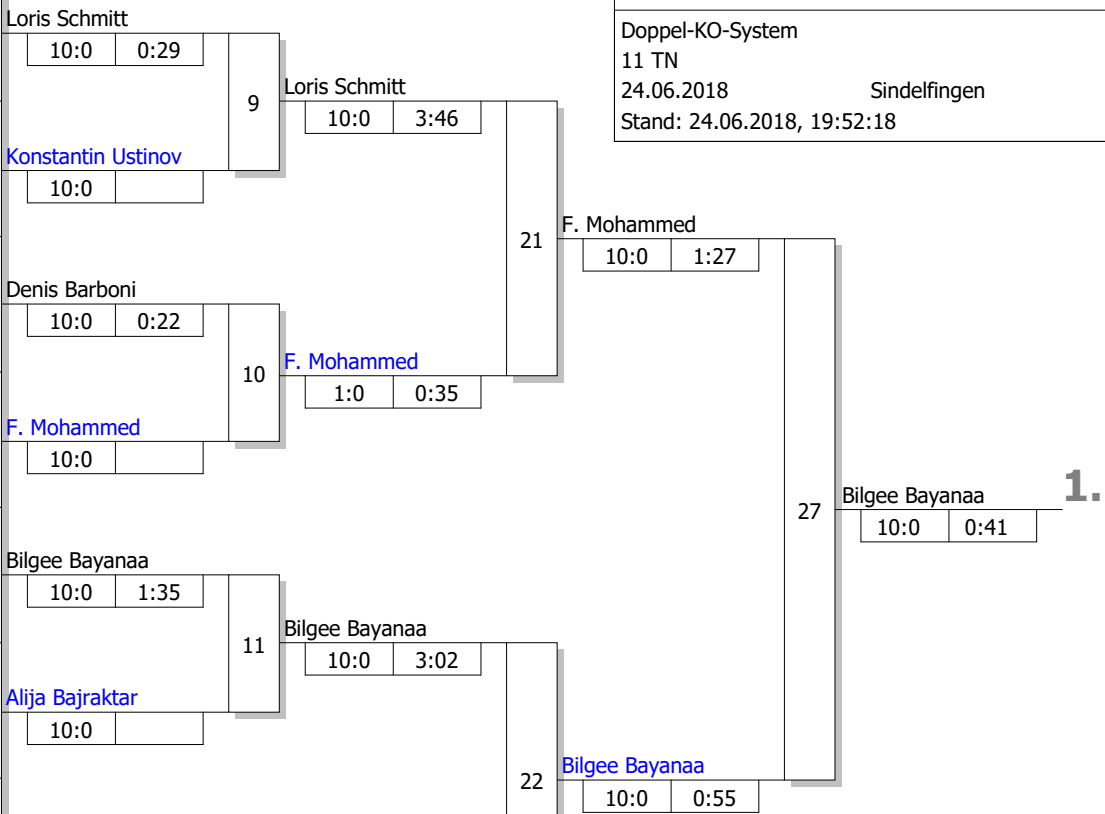 Loris Schmitt
10:0 0:29
9
Konstantin Ustinov
10:0
Denis Barboni
10:0 0:22
10
F. Mohammed
10:0
Bilgee Bayanaa
10:0 1:35
11
Alija Bajraktar
10:0
Loris Schmitt
10:0 3:46
21
F. Mohammed
1:0 0:35
Bilgee Bayanaa
10:0 3:02
22
Doppel-KO-System
11 TN
24.06.2018 Sindelfingen
Stand: 24.06.2018, 19:52:18
F. Mohammed
10:0 1:27
27
Bilgee Bayanaa
10:0 0:55
Bilgee Bayanaa 1.
10:0 0:41